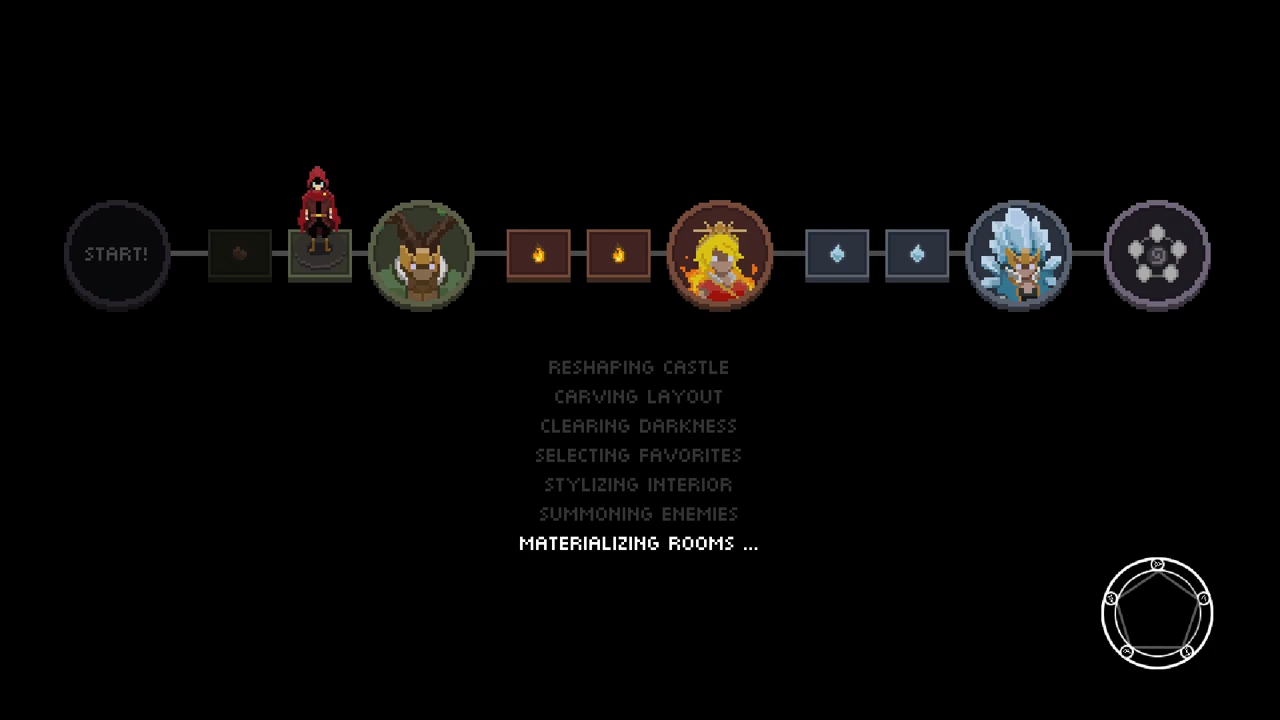 START!
RESHAPING CASTLE
CARVING LAYOUT
CLEARING DARKNESS
SELECTING FAVORITES
STYLIZING INTERIOR
SUMMONING ENEMIES
MATERIALIZING ROOMS ...